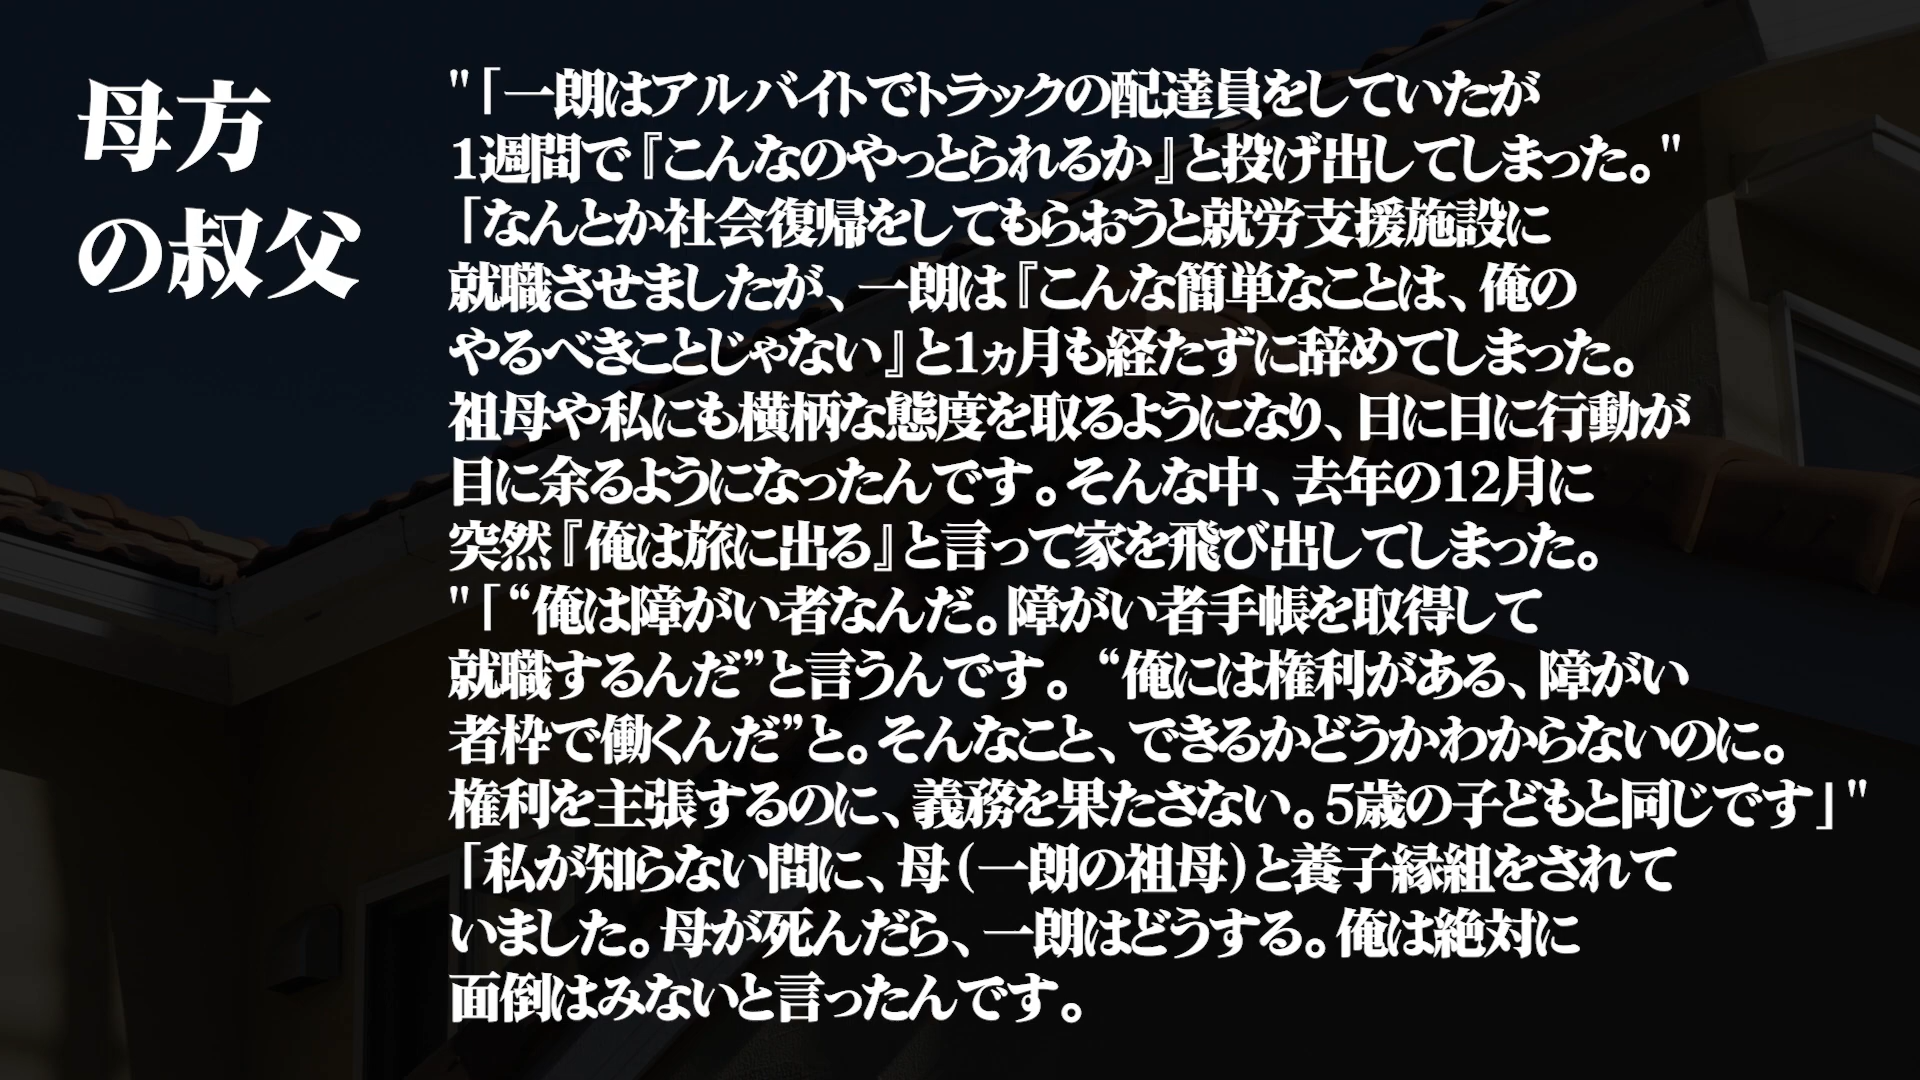 母方
の叔父
"「一朗はアルバイトでトラックの配達員をしていたが
1週間で『こんなのやっとられるか』と投げ出してしまった。"
「なんとか社会復帰をしてもらおうと就労支援施設に
就職させましたが、一朗は『こんな簡単なことは、俺の
やるべきことじゃない』と1ヵ月も経たずに辞めてしまった。
祖母や私にも横柄な態度を取るようになり、日に日に行動が
目に余るようになったんです。そんな中、去年の12月に
突然『俺は旅に出る』と言って家を飛び出してしまった。
"「“俺は障がい者なんだ。障がい者手帳を取得して
就職するんだ”と言うんです。“俺には権利がある、障がい
者枠で働くんだ”と。そんなこと、できるかどうかわからないのに。
権利を主張するのに、義務を果たさない。5歳の子どもと同じです」"
「私が知らない間に、母(一朗の祖母)と養子縁組をされて
いました。母が死んだら、一朗はどうする。俺は絶対に
面倒はみないと言ったんです。